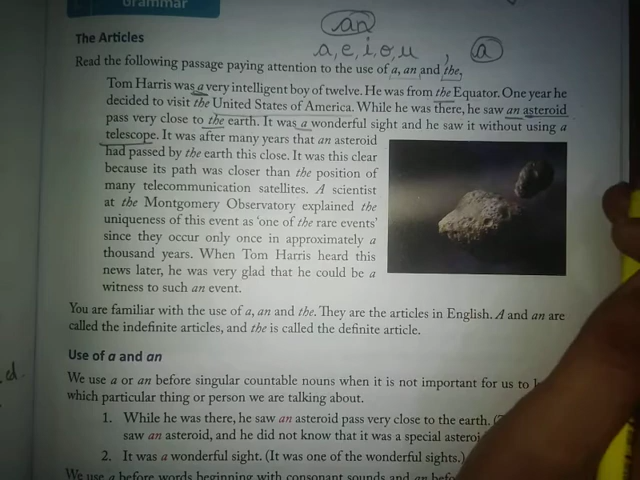 Grammar
an
a, e, i, o, u, a
The Articles
Read the following passage paying attention to the use of a, an and the.
Tom Harris was a very intelligent boy of twelve. He was from the Equator. One year he
decided to visit the United States of America. While he was there, he saw an asteroid
pass very close to the earth. It was a wonderful sight and he saw it without using a
telescope. It was after many years that an asteroid
had passed by the earth this close. It was this clear
because its path was closer than the position of
many telecommunication satellites. A scientist
at the Montgomery Observatory explained the
uniqueness of this event as 'one of the rare events'
since they occur only once in approximately a
thousand years. When Tom Harris heard this
news later, he was very glad that he could be a
witness to such an event.
You are familiar with the use of a, an and the. They are the articles in English. A and an are
called the indefinite articles, and the is called the definite article.
Use of a and an
d
We use a or an before singular countable nouns when it is not important for us to
which particular thing or person we are talking about.
1. While he was there, he saw an asteroid pass very close to the earth.
saw an asteroid, and he did not know that it was a special
2. It was a wonderful sight. (It was one of the wonderful sights.)
We use a before words beginning with consonant sounds and an